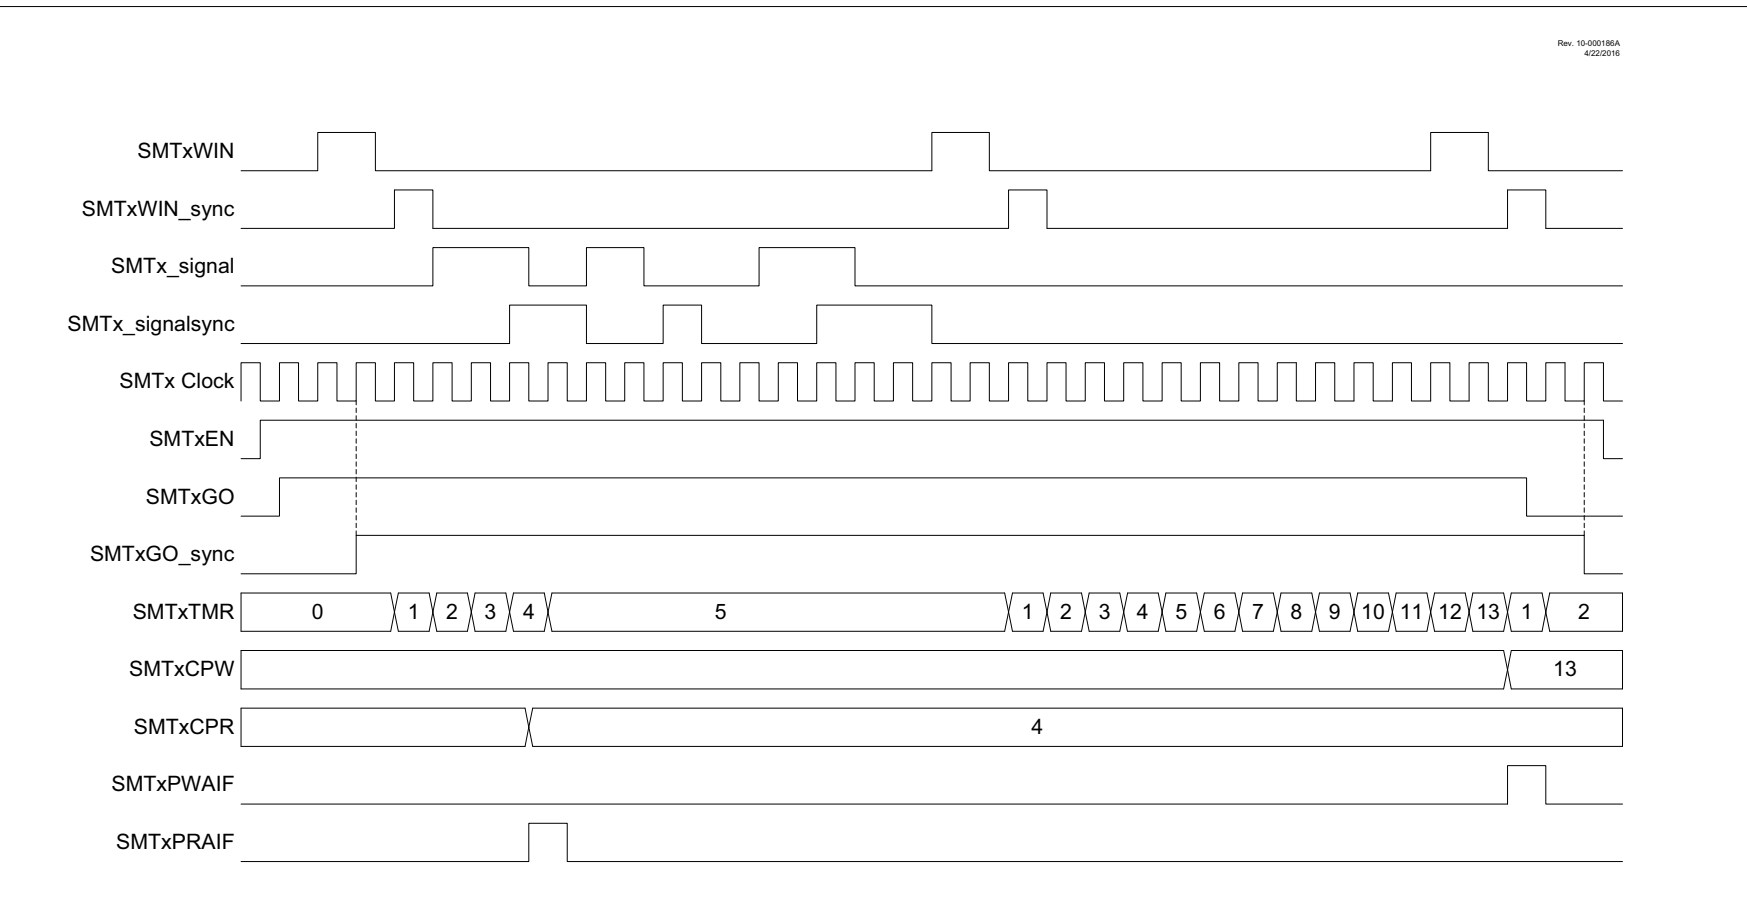 Rev. 10-000186A
4/22/2016
SMTxWIN
SMTxWIN_sync
SMTx_signal
SMTx_signalsync
SMTx Clock
SMTxEN
SMTxGO
SMTxGO_sync
SMTxTMR 0 1 2 3 4 5 1 2 3 4 5 6 7 8 9 10 11 12 13 1 2
SMTxCPW 13
SMTxCPR 4
SMTxPWAIF
SMTxPRAIF